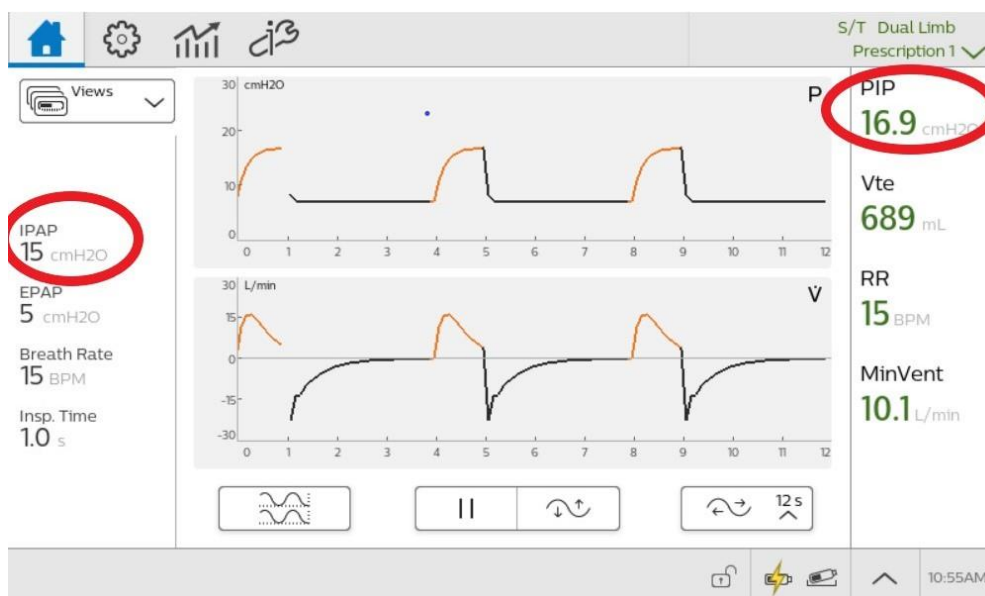 S/T Dual Limb
Prescription 1
Views
IPAP
15 cmH2O
EPAP
5 cmH2O
Breath Rate
15 BPM
Insp. Time
1.0 s
30 cmH2O
P
20
10
0
0 1 2 3 4 5 6 7 8 9 10 11 12
30 L/min
V̇
15
0
-15
-30
0 1 2 3 4 5 6 7 8 9 10 11 12
12 s
PIP
16.9 cmH2O
Vte
689 mL
RR
15 BPM
MinVent
10.1 L/min
10:55AM